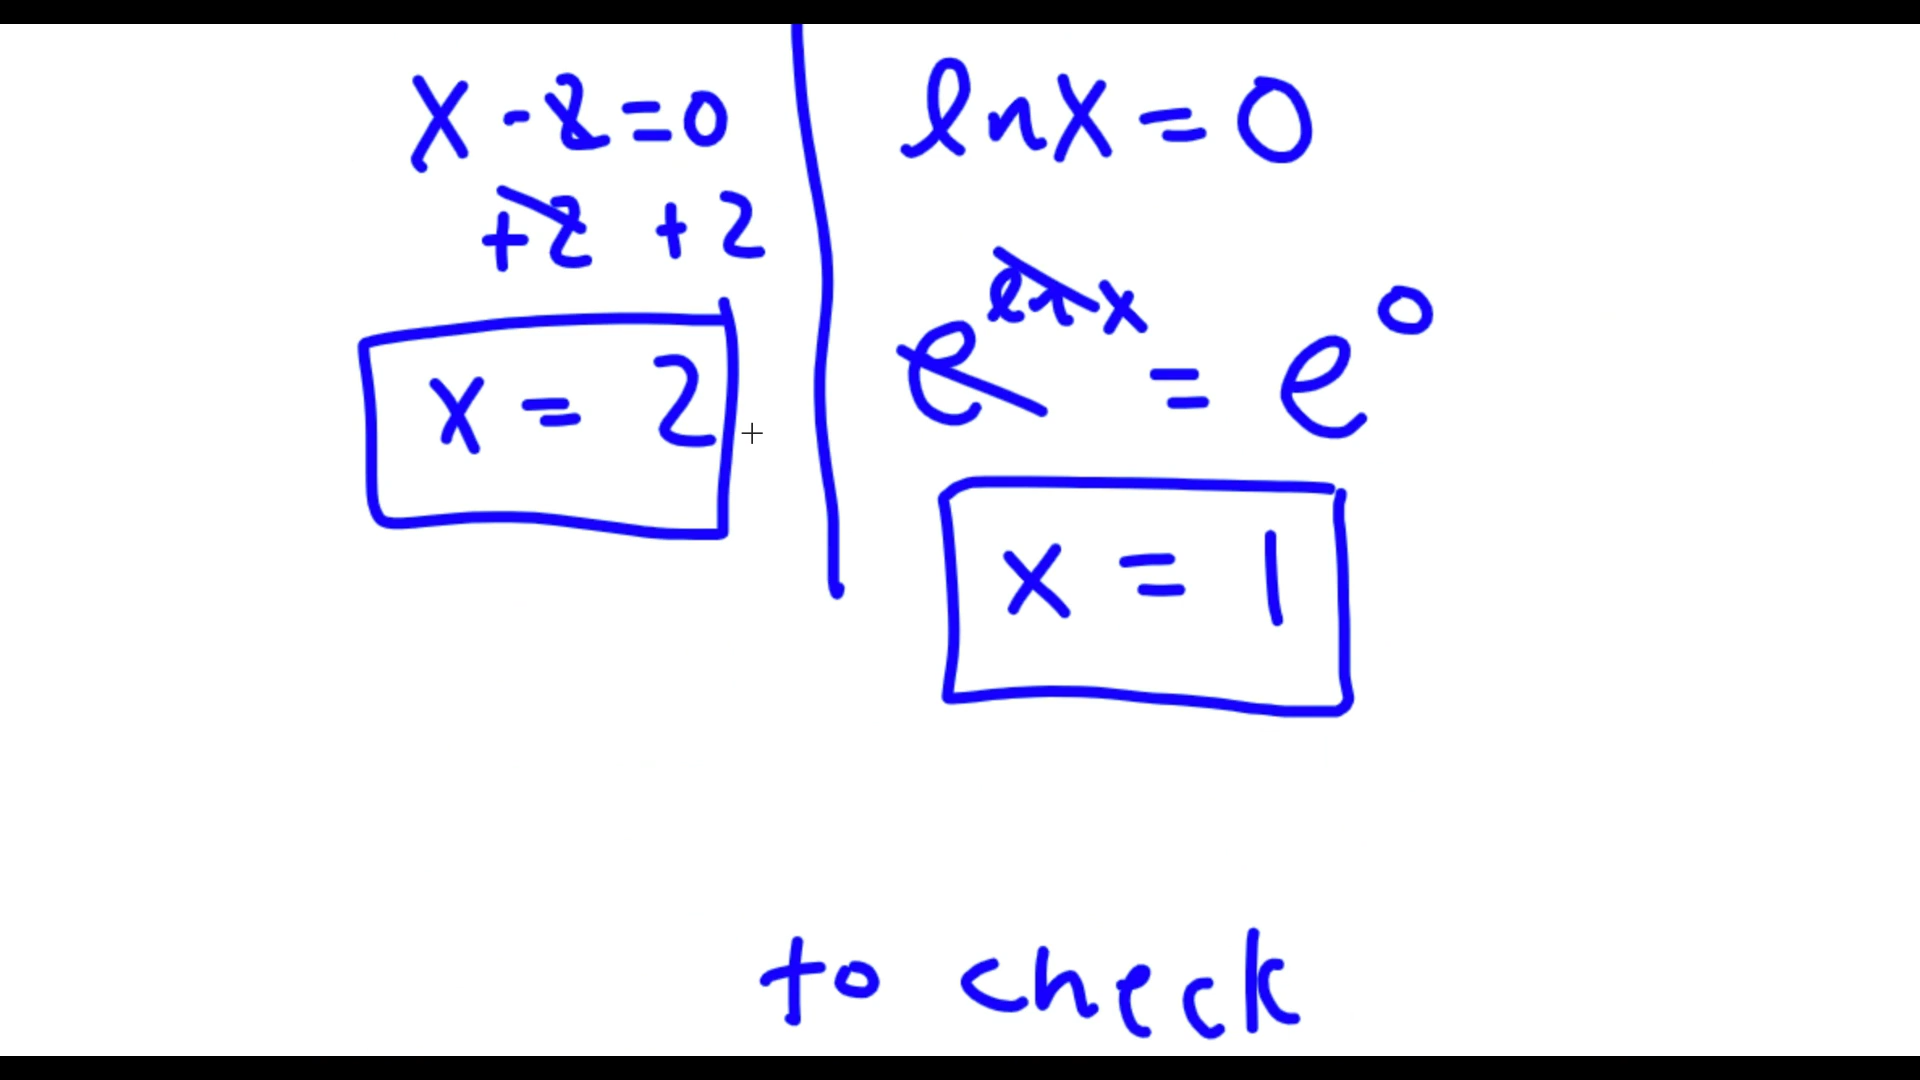 x - 2 = 0
+2 +2
x = 2
ln x = 0
e^{ln x} = e^0
x = 1
to check